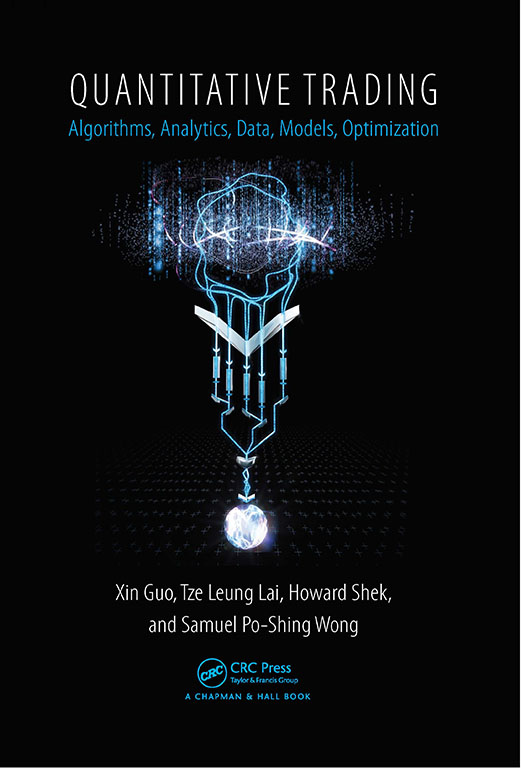 QUANTITATIVE TRADING
Algorithms, Analytics, Data, Models, Optimization
Xin Guo, Tze Leung Lai, Howard Shek,
and Samuel Po-Shing Wong
CRC CRC Press
Taylor & Francis Group
A CHAPMAN & HALL BOOK